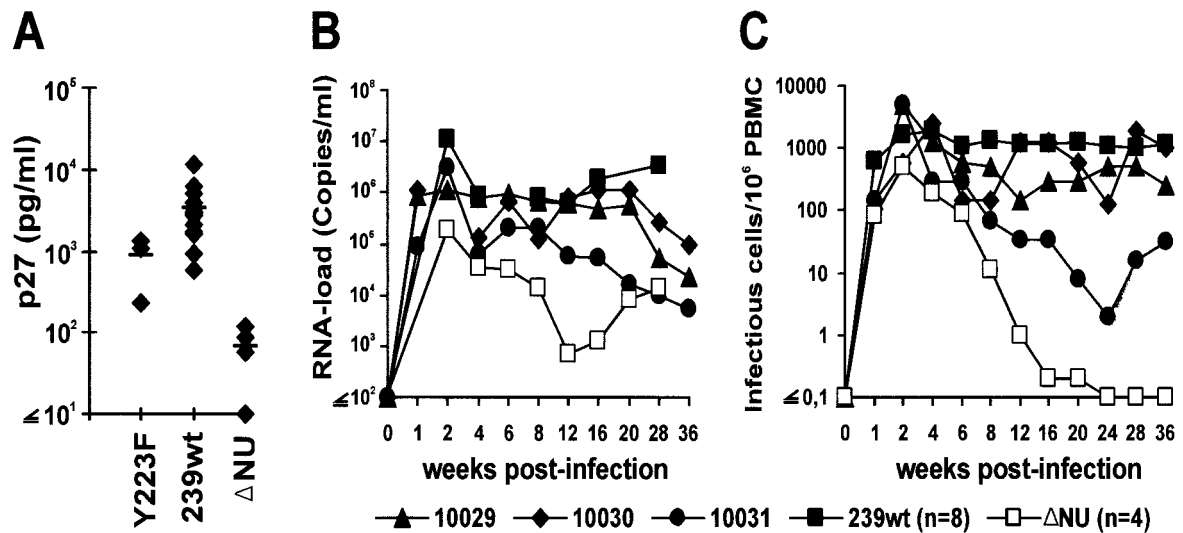 A
B
C
p27 (pg/ml)
10⁵
10⁴
10³
10²
≤10¹
Y223F
239wt
ΔNU
RNA-load (Copies/ml)
10⁸
10⁷
10⁶
10⁵
10⁴
10³
≤10²
0 1 2 4 6 8 12 16 20 28 36
weeks post-infection
Infectious cells/10⁶ PBMC
10000
1000
100
10
1
≤0,1
0 1 2 4 6 8 12 16 20 24 28 36
weeks post-infection
10029 10030 10031 239wt (n=8) ΔNU (n=4)